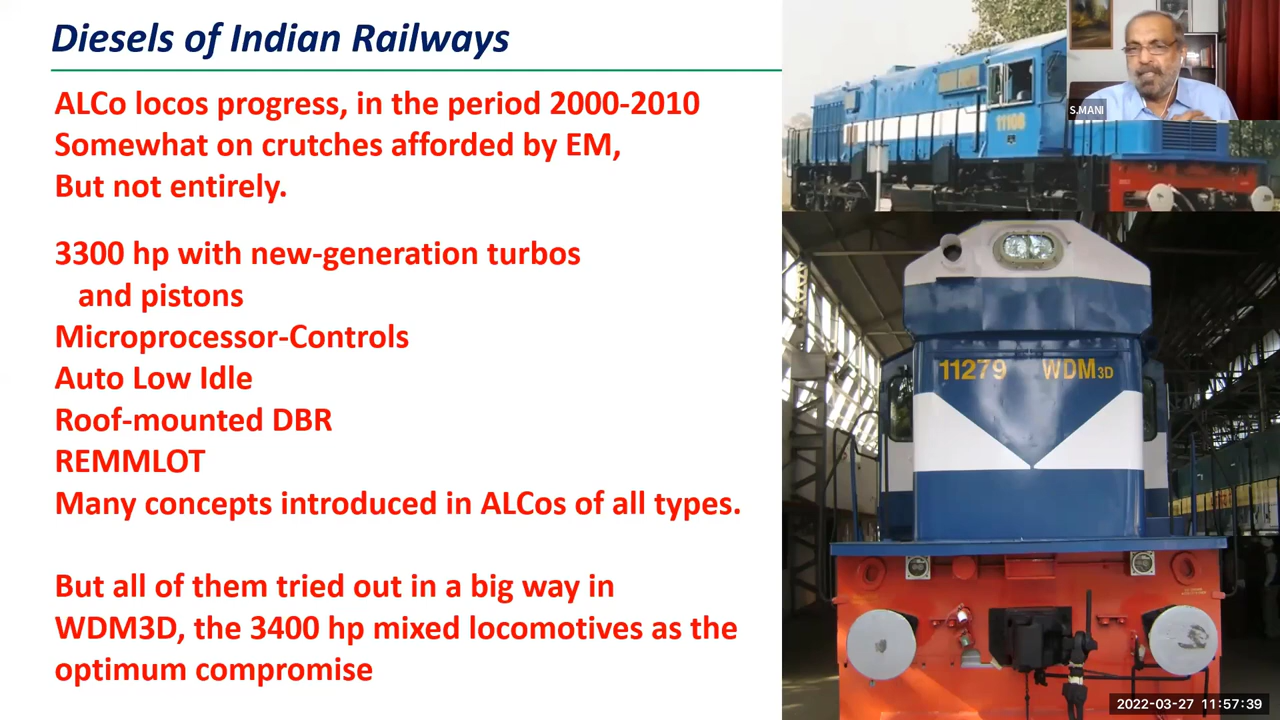 Diesels of Indian Railways
ALCo locos progress, in the period 2000-2010
Somewhat on crutches afforded by EM,
But not entirely.
3300 hp with new-generation turbos
and pistons
Microprocessor-Controls
Auto Low Idle
Roof-mounted DBR
REMMLOT
Many concepts introduced in ALCos of all types.
But all of them tried out in a big way in
WDM3D, the 3400 hp mixed locomotives as the
optimum compromise
S.MANI
11279 WDM3D
2022-03-27 11:57:39